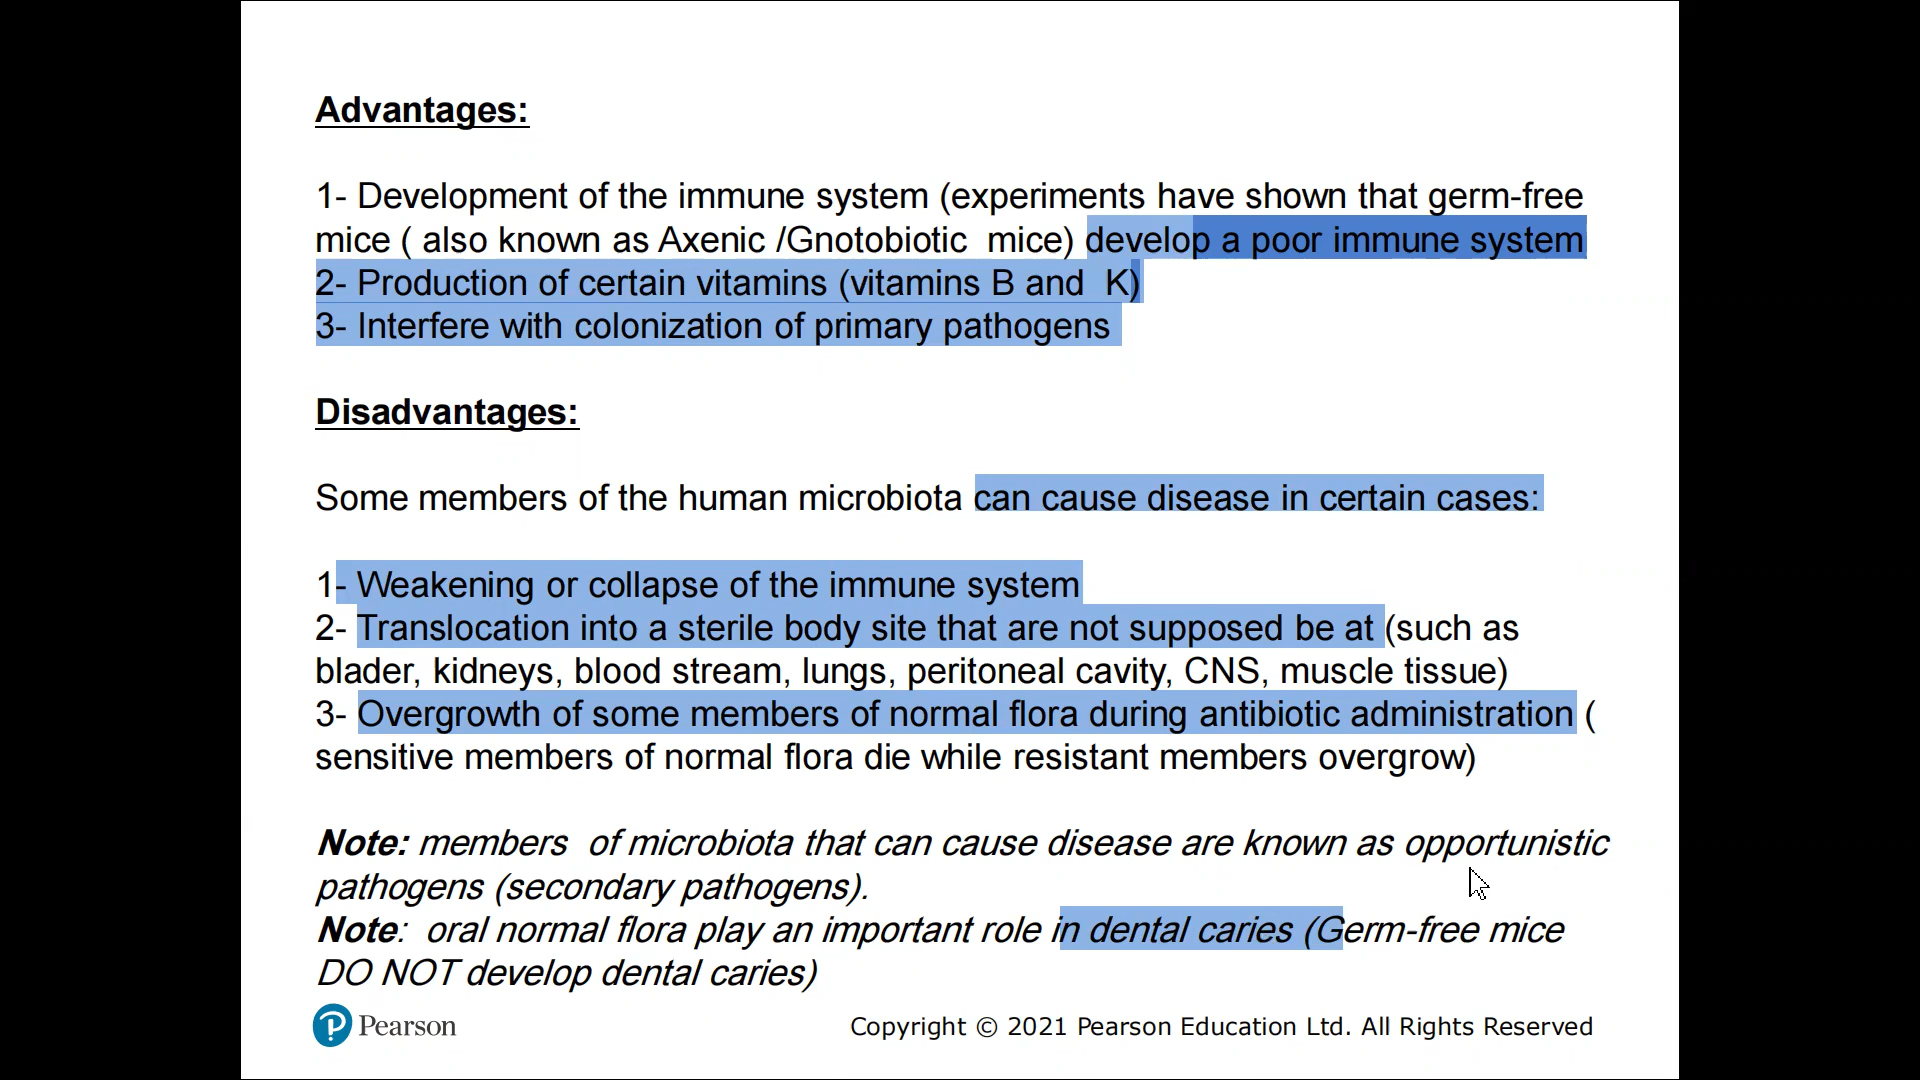 Advantages:
1- Development of the immune system (experiments have shown that germ-free
mice ( also known as Axenic /Gnotobiotic  mice) develop a poor immune system
2- Production of certain vitamins (vitamins B and  K)
3- Interfere with colonization of primary pathogens
Disadvantages:
Some members of the human microbiota can cause disease in certain cases:
1- Weakening or collapse of the immune system
2- Translocation into a sterile body site that are not supposed be at (such as
blader, kidneys, blood stream, lungs, peritoneal cavity, CNS, muscle tissue)
3- Overgrowth of some members of normal flora during antibiotic administration (
sensitive members of normal flora die while resistant members overgrow)
Note: members  of microbiota that can cause disease are known as opportunistic
pathogens (secondary pathogens).
Note:  oral normal flora play an important role in dental caries (Germ-free mice
DO NOT develop dental caries)
Pearson
Copyright © 2021 Pearson Education Ltd. All Rights Reserved